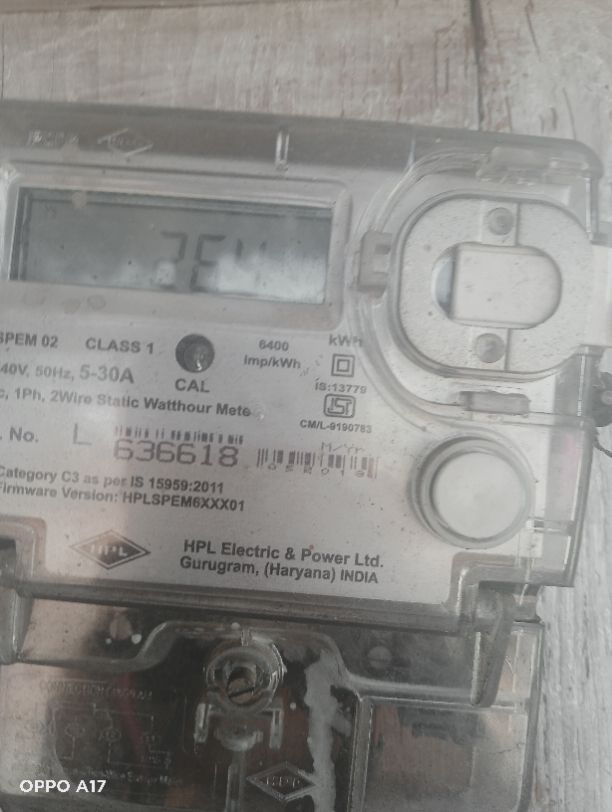 SPEM 02 CLASS 1 6400 imp/kWh kWh
40V, 50Hz, 5-30A CAL IS:13779
c, 1Ph, 2Wire Static Watthour Mete
CM/L-9190783
. No. L 636618 M/Yr
Category C3 as per IS 15959:2011
Firmware Version: HPLSPEM6XXX01
HPL
HPL Electric & Power Ltd.
Gurugram, (Haryana) INDIA
OPPO A17